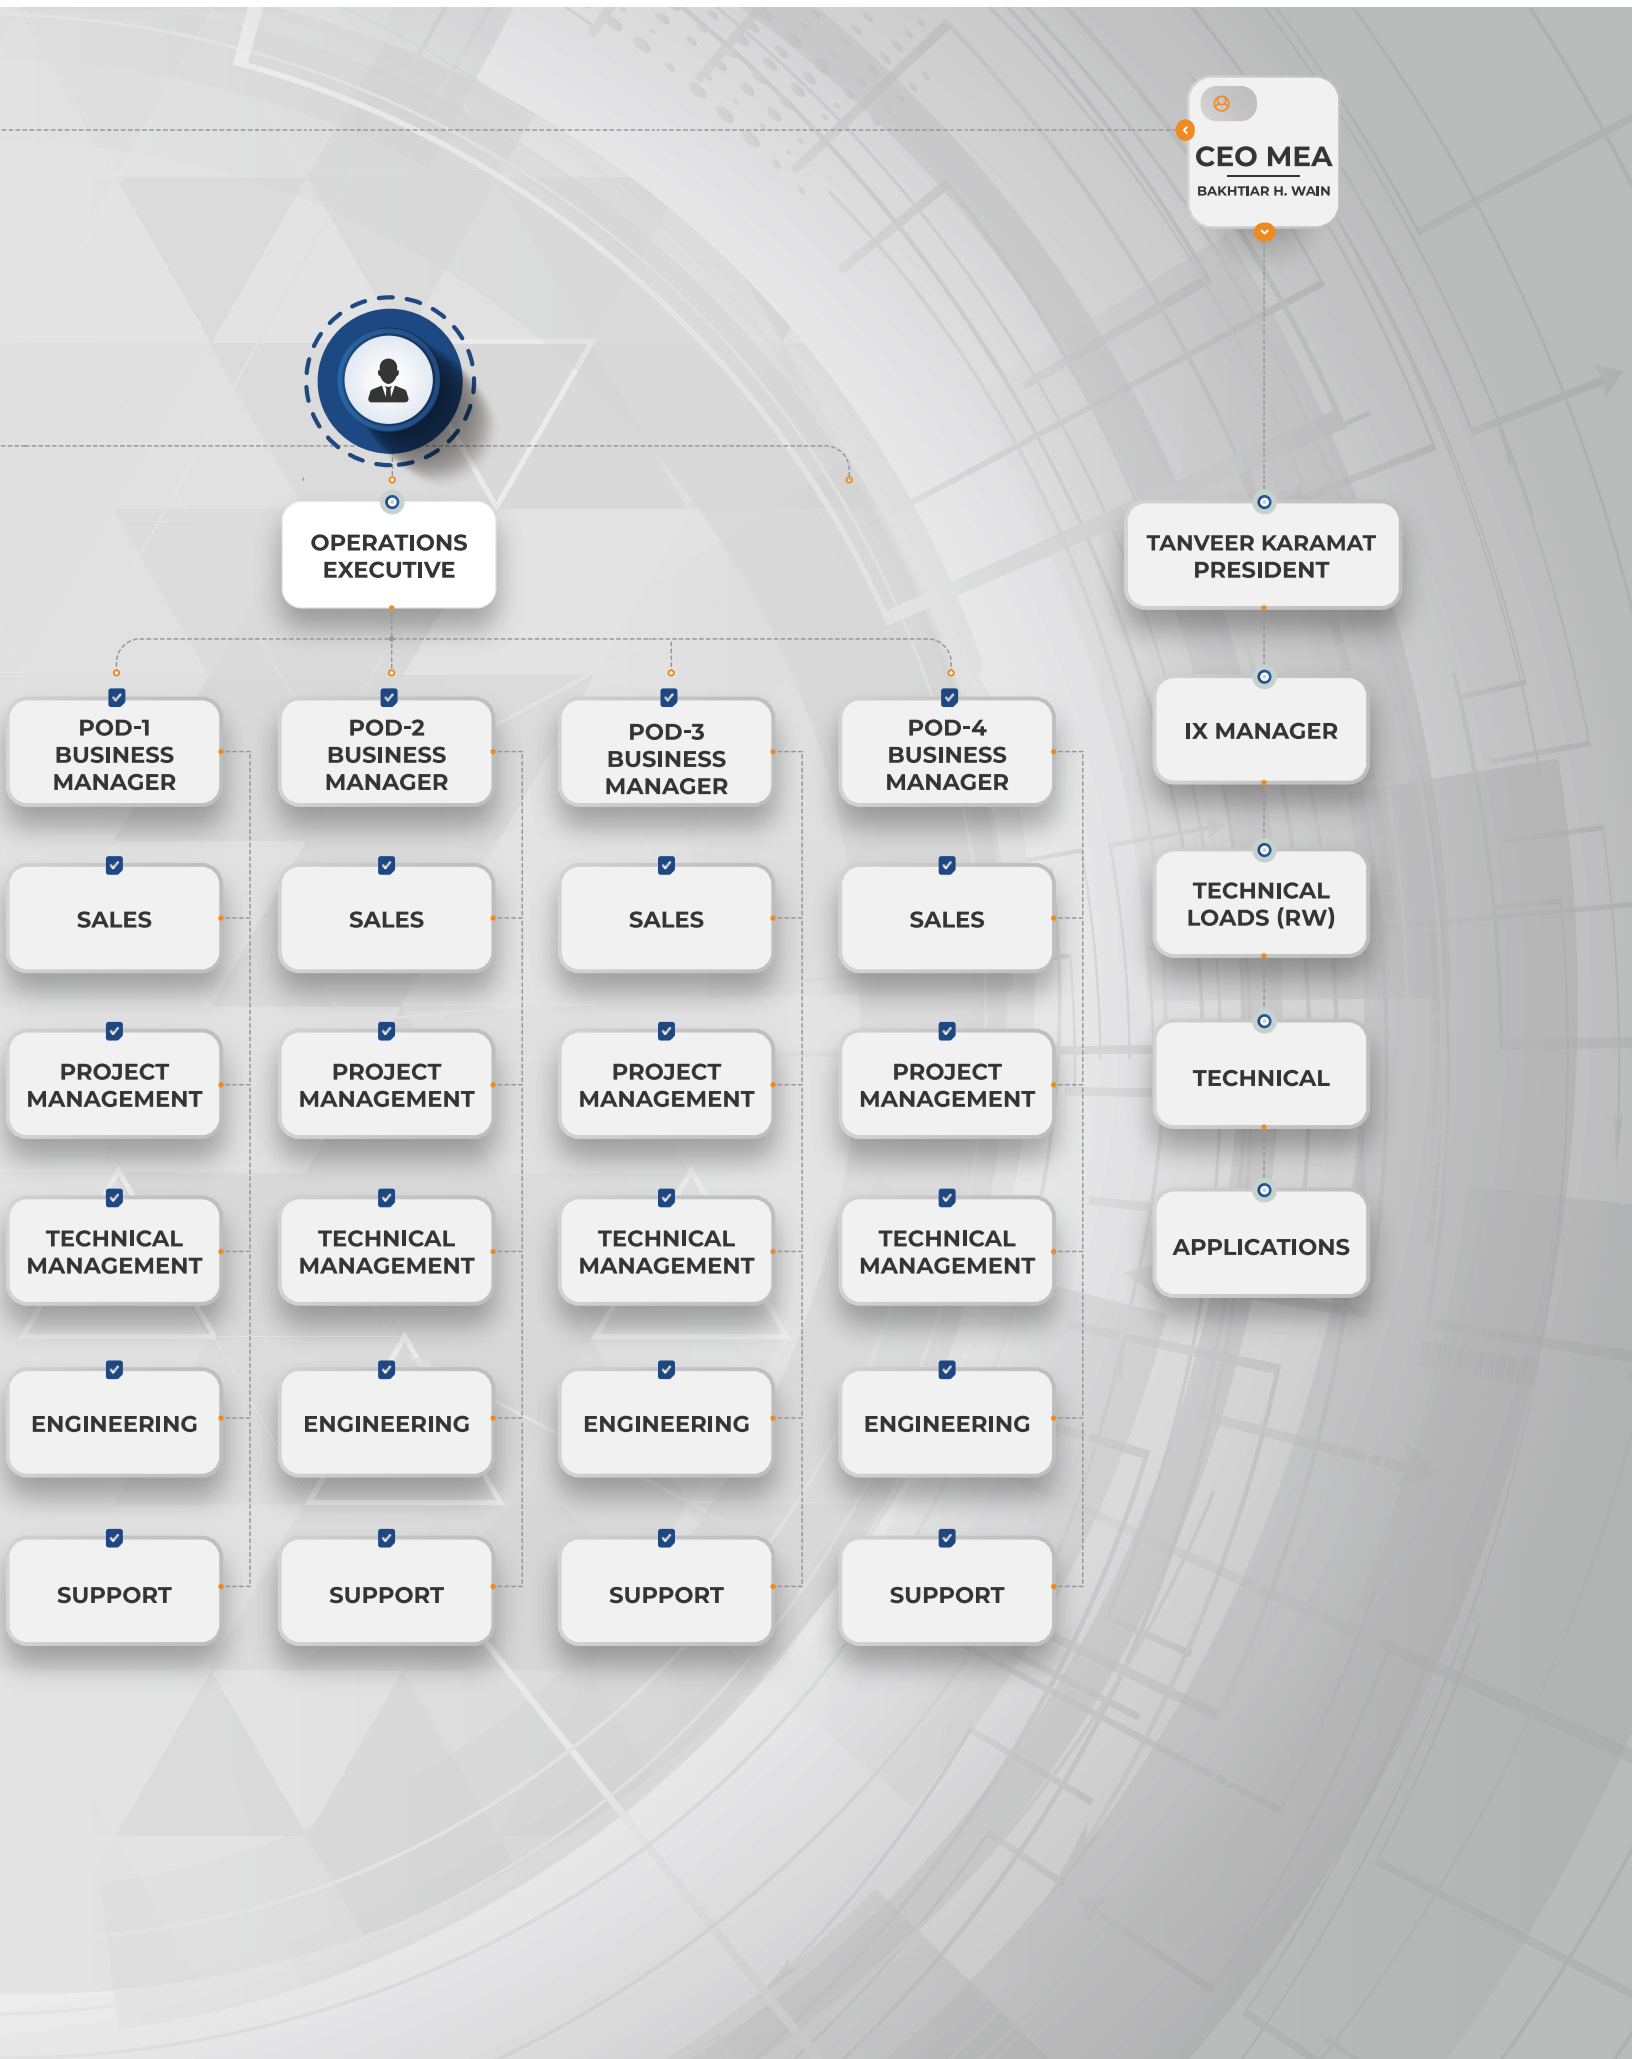 CEO MEA
BAKHTIAR H. WAIN
OPERATIONS
EXECUTIVE
TANVEER KARAMAT
PRESIDENT
POD-1
BUSINESS
MANAGER
POD-2
BUSINESS
MANAGER
POD-3
BUSINESS
MANAGER
POD-4
BUSINESS
MANAGER
IX MANAGER
SALES
SALES
SALES
SALES
TECHNICAL
LOADS (RW)
PROJECT
MANAGEMENT
PROJECT
MANAGEMENT
PROJECT
MANAGEMENT
PROJECT
MANAGEMENT
TECHNICAL
TECHNICAL
MANAGEMENT
TECHNICAL
MANAGEMENT
TECHNICAL
MANAGEMENT
TECHNICAL
MANAGEMENT
APPLICATIONS
ENGINEERING
ENGINEERING
ENGINEERING
ENGINEERING
SUPPORT
SUPPORT
SUPPORT
SUPPORT